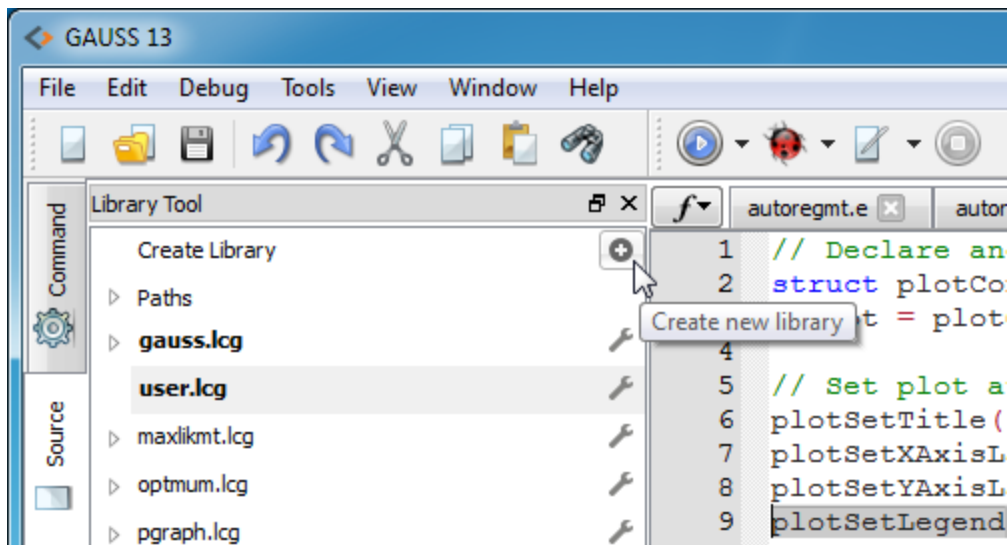 GAUSS 13
File Edit Debug Tools View Window Help
Command
Source
Library Tool
Create Library
Paths
gauss.lcg
user.lcg
maxlikmt.lcg
optmum.lcg
pgraph.lcg
Create new library
f
autoregmt.e
autor
1 // Declare an
2 struct plotCo
t = plot
4
5 // Set plot a
6 plotSetTitle(
7 plotSetXAxisL
8 plotSetYAxisL
9 plotSetLegend